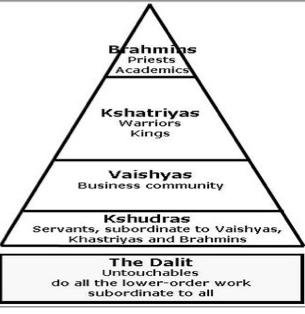 Brahmins
Priests
Academics
Kshatriyas
Warriors
Kings
Vaishyas
Business community
Kshudras
Servants, subordinate to Vaishyas,
Khastriyas and Brahmins
The Dalit
Untouchables
do all the lower-order work
subordinate to all